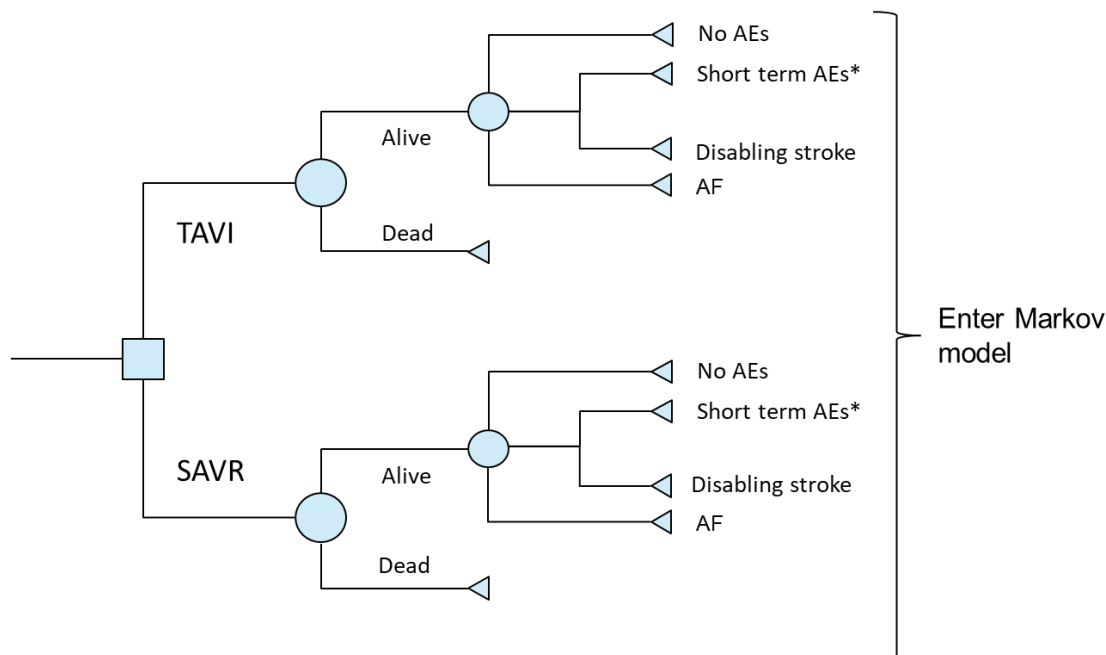 No AEs
Short term AEs*
Alive
Disabling stroke
AF
TAVI
Dead
Enter Markov
model
No AEs
Short term AEs*
SAVR
Alive
Disabling stroke
AF
Dead